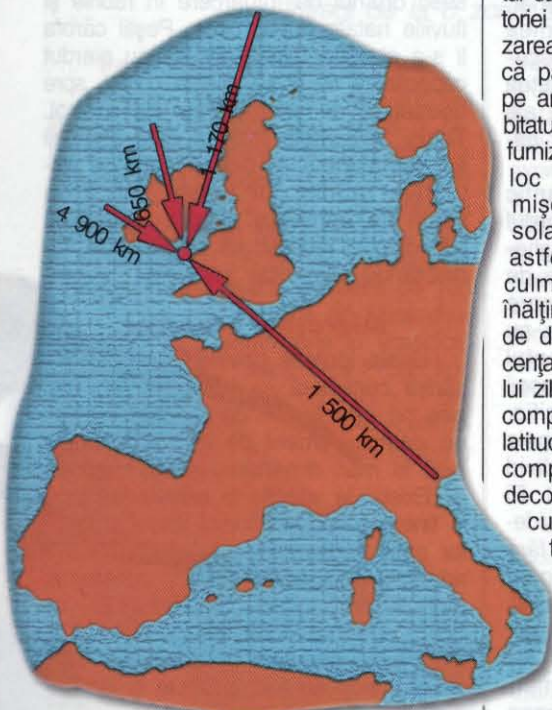 1 170 km
650 km
4 900 km
1 500 km
toriei
zarea
că pa
pe ar
bitatu
furniz
loc
mişc
sola
astfe
culm
înălţir
de d
cenţa
lui zil
comp
latitud
comp
deco
cu